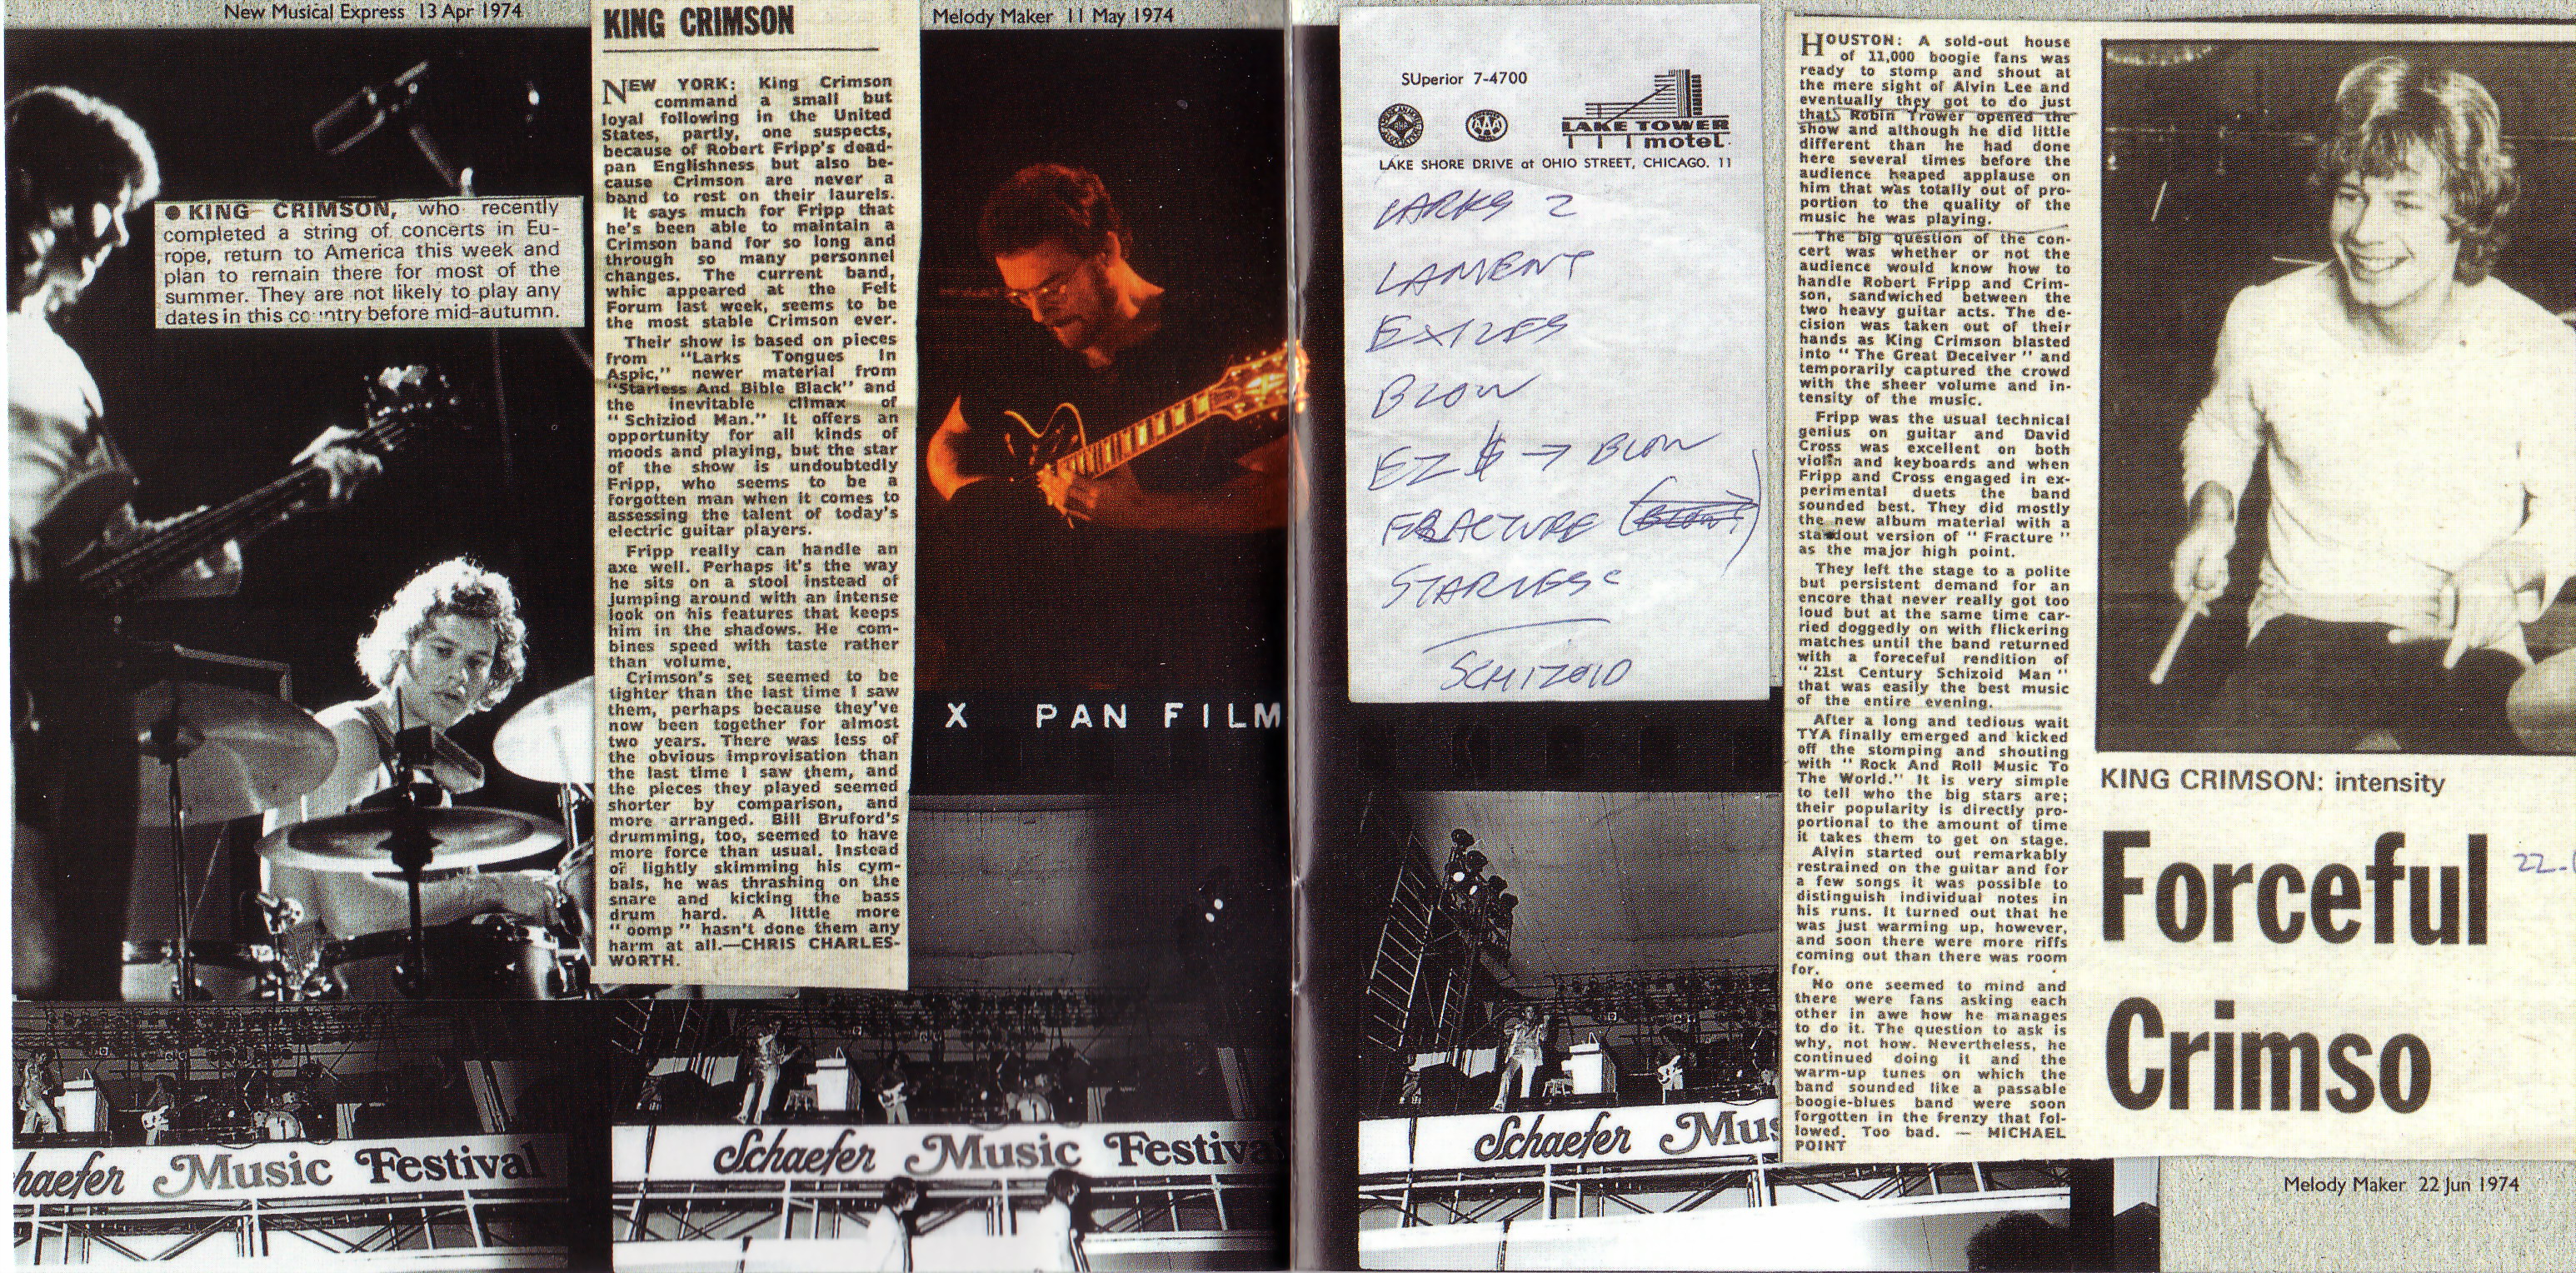 New Musical Express 13 Apr 1974
● KING CRIMSON, who recently
completed a string of concerts in Eu-
rope, return to America this week and
plan to remain there for most of the
summer. They are not likely to play any
dates in this country before mid-autumn.
KING CRIMSON
NEW YORK: King Crimson
command a small but
loyal following in the United
States, partly, one suspects,
because of Robert Fripp's dead-
pan Englishness but also be-
cause Crimson are never a
band to rest on their laurels.
It says much for Fripp that
he's been able to maintain a
Crimson band for so long and
through so many personnel
changes. The current band,
whic appeared at the Felt
Forum last week, seems to be
the most stable Crimson ever.
Their show is based on pieces
from "Larks Tongues In
Aspic," newer material from
"Starless And Bible Black" and
the inevitable climax of
"Schiziod Man." It offers an
opportunity for all kinds of
moods and playing, but the star
of the show is undoubtedly
Fripp, who seems to be a
forgotten man when it comes to
assessing the talent of today's
electric guitar players.
Fripp really can handle an
axe well. Perhaps it's the way
he sits on a stool instead of
jumping around with an intense
look on his features that keeps
him in the shadows. He com-
bines speed with taste rather
than volume.
Crimson's set seemed to be
tighter than the last time I saw
them, perhaps because they've
now been together for almost
two years. There was less of
the obvious improvisation than
the last time I saw them, and
the pieces they played seemed
shorter by comparison, and
more arranged. Bill Bruford's
drumming, too, seemed to have
more force than usual. Instead
of lightly skimming his cym-
bals, he was thrashing on the
snare and kicking the bass
drum hard. A little more
"oomp" hasn't done them any
harm at all.—CHRIS CHARLES-
WORTH.
Melody Maker 11 May 1974
X PAN FILM
haefer Music Festival
Schaefer Music Festiva
SUperior 7-4700
AAA
LAKE TOWER
motel
LAKE SHORE DRIVE at OHIO STREET, CHICAGO. 11
LARKS 2
LAMENT
EXILES
BLOW
EZ $ → BLOW
FRACTURE (BLOW)
STARLESS
SCHIZOID
Schaefer Mus
HOUSTON: A sold-out house
of 11,000 boogie fans was
ready to stomp and shout at
the mere sight of Alvin Lee and
eventually they got to do just
that. Robin Trower opened the
show and although he did little
different than he had done
here several times before the
audience heaped applause on
him that was totally out of pro-
portion to the quality of the
music he was playing.
The big question of the con-
cert was whether or not the
audience would know how to
handle Robert Fripp and Crim-
son, sandwiched between the
two heavy guitar acts. The de-
cision was taken out of their
hands as King Crimson blasted
into "The Great Deceiver" and
temporarily captured the crowd
with the sheer volume and in-
tensity of the music.
Fripp was the usual technical
genius on guitar and David
Cross was excellent on both
violin and keyboards and when
Fripp and Cross engaged in ex-
perimental duets the band
sounded best. They did mostly
the new album material with a
standout version of "Fracture"
as the major high point.
They left the stage to a polite
but persistent demand for an
encore that never really got too
loud but at the same time car-
ried doggedly on with flickering
matches until the band returned
with a foreceful rendition of
"21st Century Schizoid Man"
that was easily the best music
of the entire evening.
After a long and tedious wait
TYA finally emerged and kicked
off the stomping and shouting
with "Rock And Roll Music To
The World." It is very simple
to tell who the big stars are;
their popularity is directly pro-
portional to the amount of time
it takes them to get on stage.
Alvin started out remarkably
restrained on the guitar and for
a few songs it was possible to
distinguish individual notes in
his runs. It turned out that he
was just warming up, however,
and soon there were more riffs
coming out than there was room
for.
No one seemed to mind and
there were fans asking each
other in awe how he manages
to do it. The question to ask is
why, not how. Nevertheless, he
continued doing it and the
warm-up tunes on which the
band sounded like a passable
boogie-blues band were soon
forgotten in the frenzy that fol-
lowed. Too bad. — MICHAEL
POINT
KING CRIMSON: intensity
Forceful
22-
Crimso
Melody Maker 22 Jun 1974